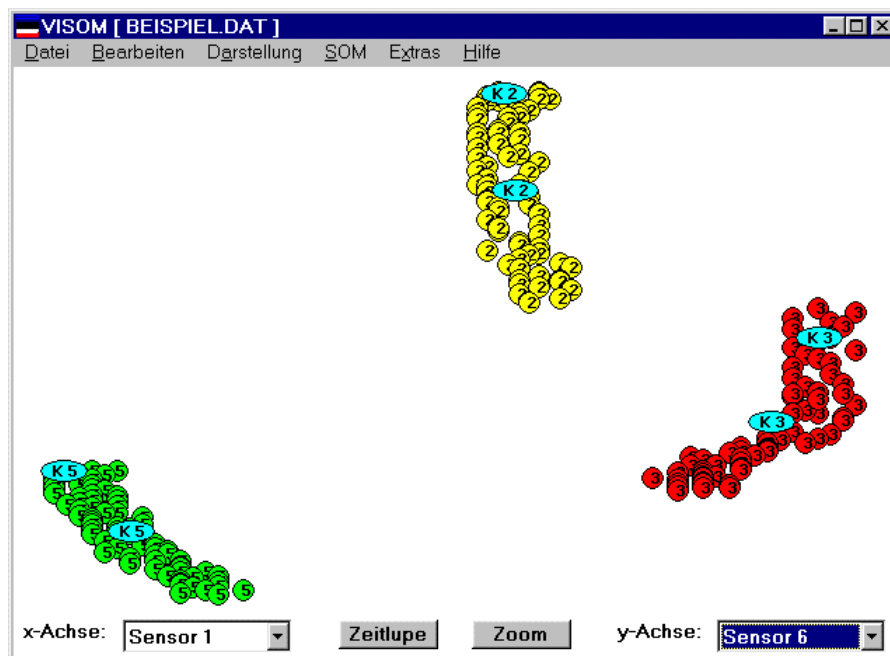 VISOM [ BEISPIEL.DAT ]
Datei Bearbeiten Darstellung SOM Extras Hilfe
K 2
K 2
K 3
K 3
K 5
K 5
x-Achse: Sensor 1 Zeitlupe Zoom y-Achse: Sensor 6